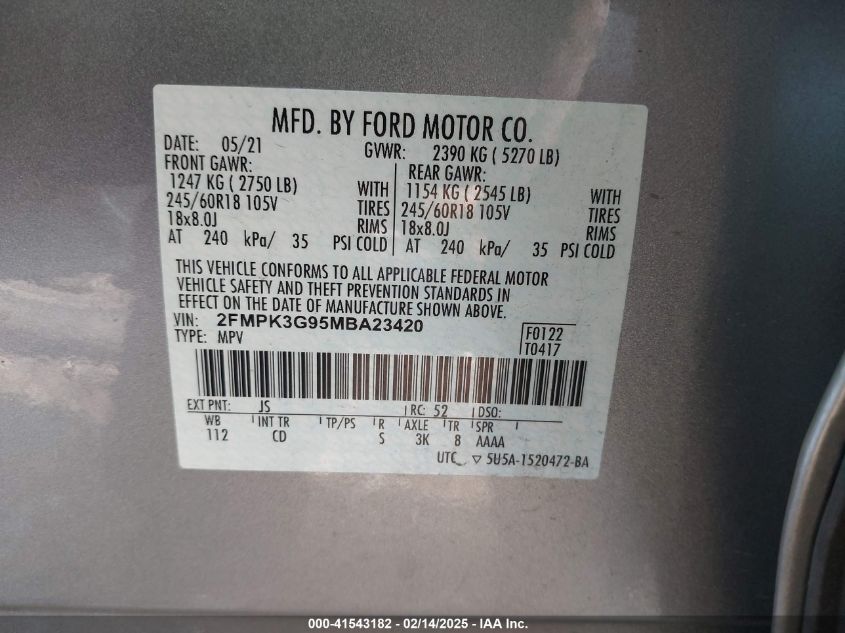 MFD. BY FORD MOTOR CO.
DATE: 05/21 GVWR: 2390 KG ( 5270 LB)
FRONT GAWR: REAR GAWR:
1247 KG ( 2750 LB) WITH 1154 KG ( 2545 LB) WITH
245/60R18 105V TIRES 245/60R18 105V TIRES
18x8.0J RIMS 18x8.0J RIMS
AT 240 kPa/ 35 PSI COLD AT 240 kPa/ 35 PSI COLD
THIS VEHICLE CONFORMS TO ALL APPLICABLE FEDERAL MOTOR
VEHICLE SAFETY AND THEFT PREVENTION STANDARDS IN
EFFECT ON THE DATE OF MANUFACTURE SHOWN ABOVE.
VIN: 2FMPK3G95MBA23420 F0122
TYPE: MPV T0417
EXT PNT: JS RC: 52 DSO:
WB INT TR TP/PS R AXLE TR SPR
112 CD S 3K 8 AAAA
UTC ▽ 5U5A-1520472-BA
000-41543182 - 02/14/2025 - IAA Inc.